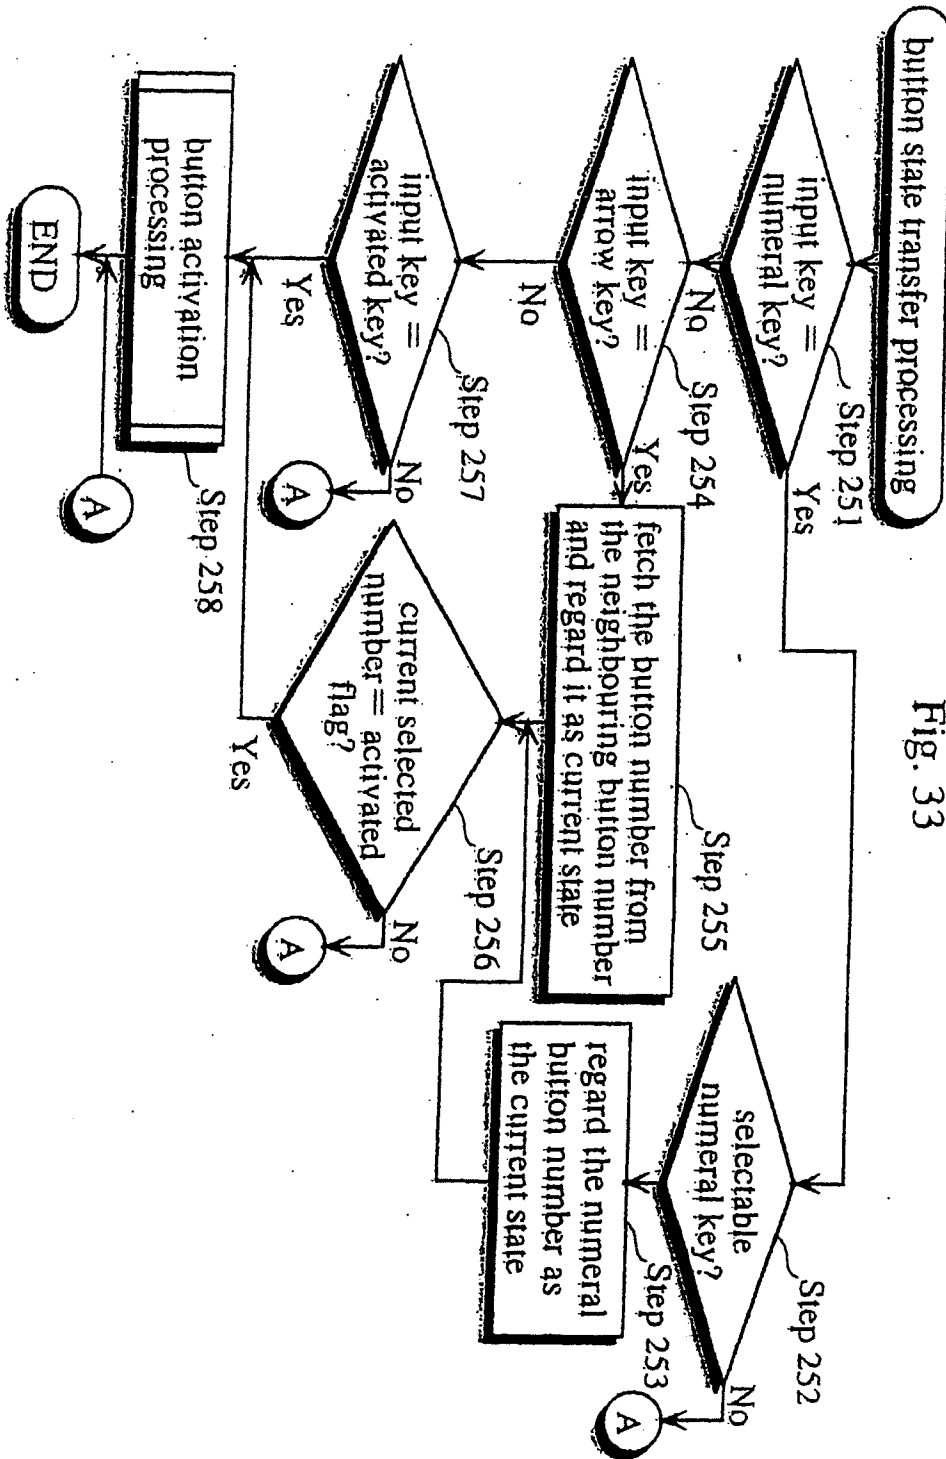 Fig. 33
button state transfer processing
input key =
numeral key?
Step 251
Yes
No
selectable
numeral key?
Step 252
No
A
regard the numeral
button number as
the current state
Step 253
input key =
arrow key?
Step 254
Yes
No
fetch the button number from
the neighbouring button number
and regard it as current state
Step 255
current selected
number= activated
flag?
Step 256
No
A
Yes
input key =
activated key?
Step 257
No
A
Yes
button activation
processing
Step 258
A
END